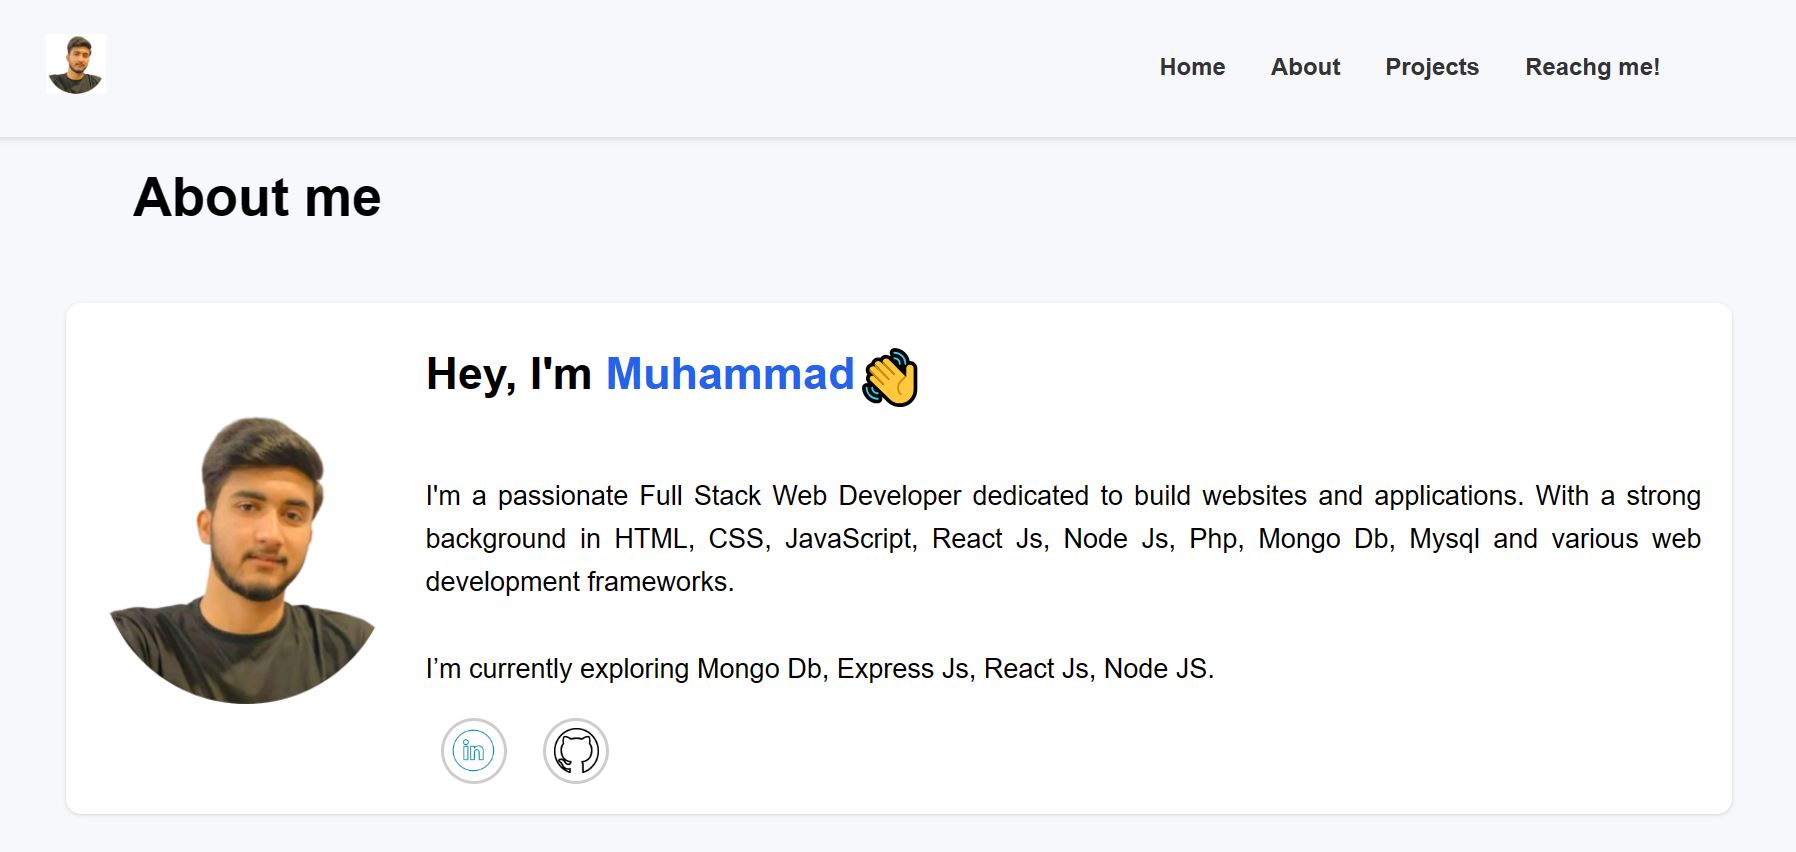 Home About Projects Reachg me!
About me
Hey, I'm Muhammad
I'm a passionate Full Stack Web Developer dedicated to build websites and applications. With a strong
background in HTML, CSS, JavaScript, React Js, Node Js, Php, Mongo Db, Mysql and various web
development frameworks.
I’m currently exploring Mongo Db, Express Js, React Js, Node JS.
in